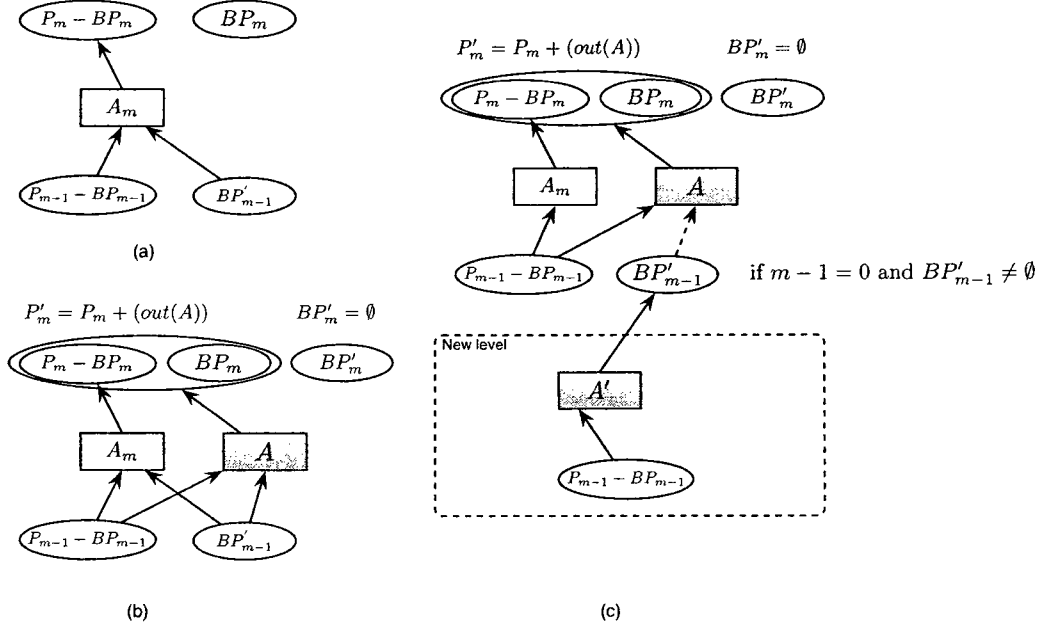 P_m − BP_m
BP_m
A_m
P_{m−1} − BP_{m−1}
BP'_{m−1}
(a)
P'_m = P_m + (out(A))
BP'_m = ∅
P_m − BP_m
BP_m
BP'_m
A_m
A
P_{m−1} − BP_{m−1}
BP'_{m−1}
(b)
P'_m = P_m + (out(A))
BP'_m = ∅
P_m − BP_m
BP_m
BP'_m
A_m
A
P_{m−1} − BP_{m−1}
BP'_{m−1}
if m − 1 = 0 and BP'_{m−1} ≠ ∅
New level
A'
P_{m−1} − BP_{m−1}
(c)